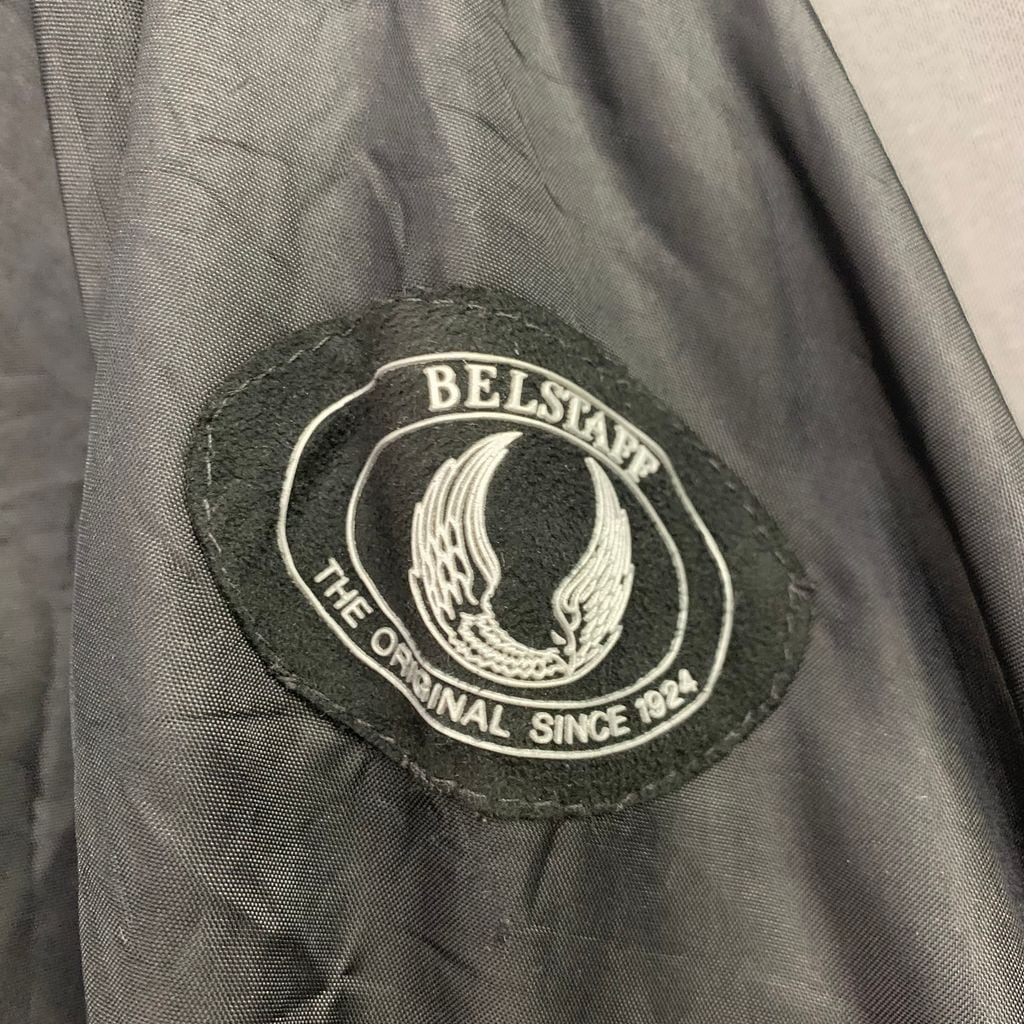 BELSTAFF
THE ORIGINAL SINCE 1924